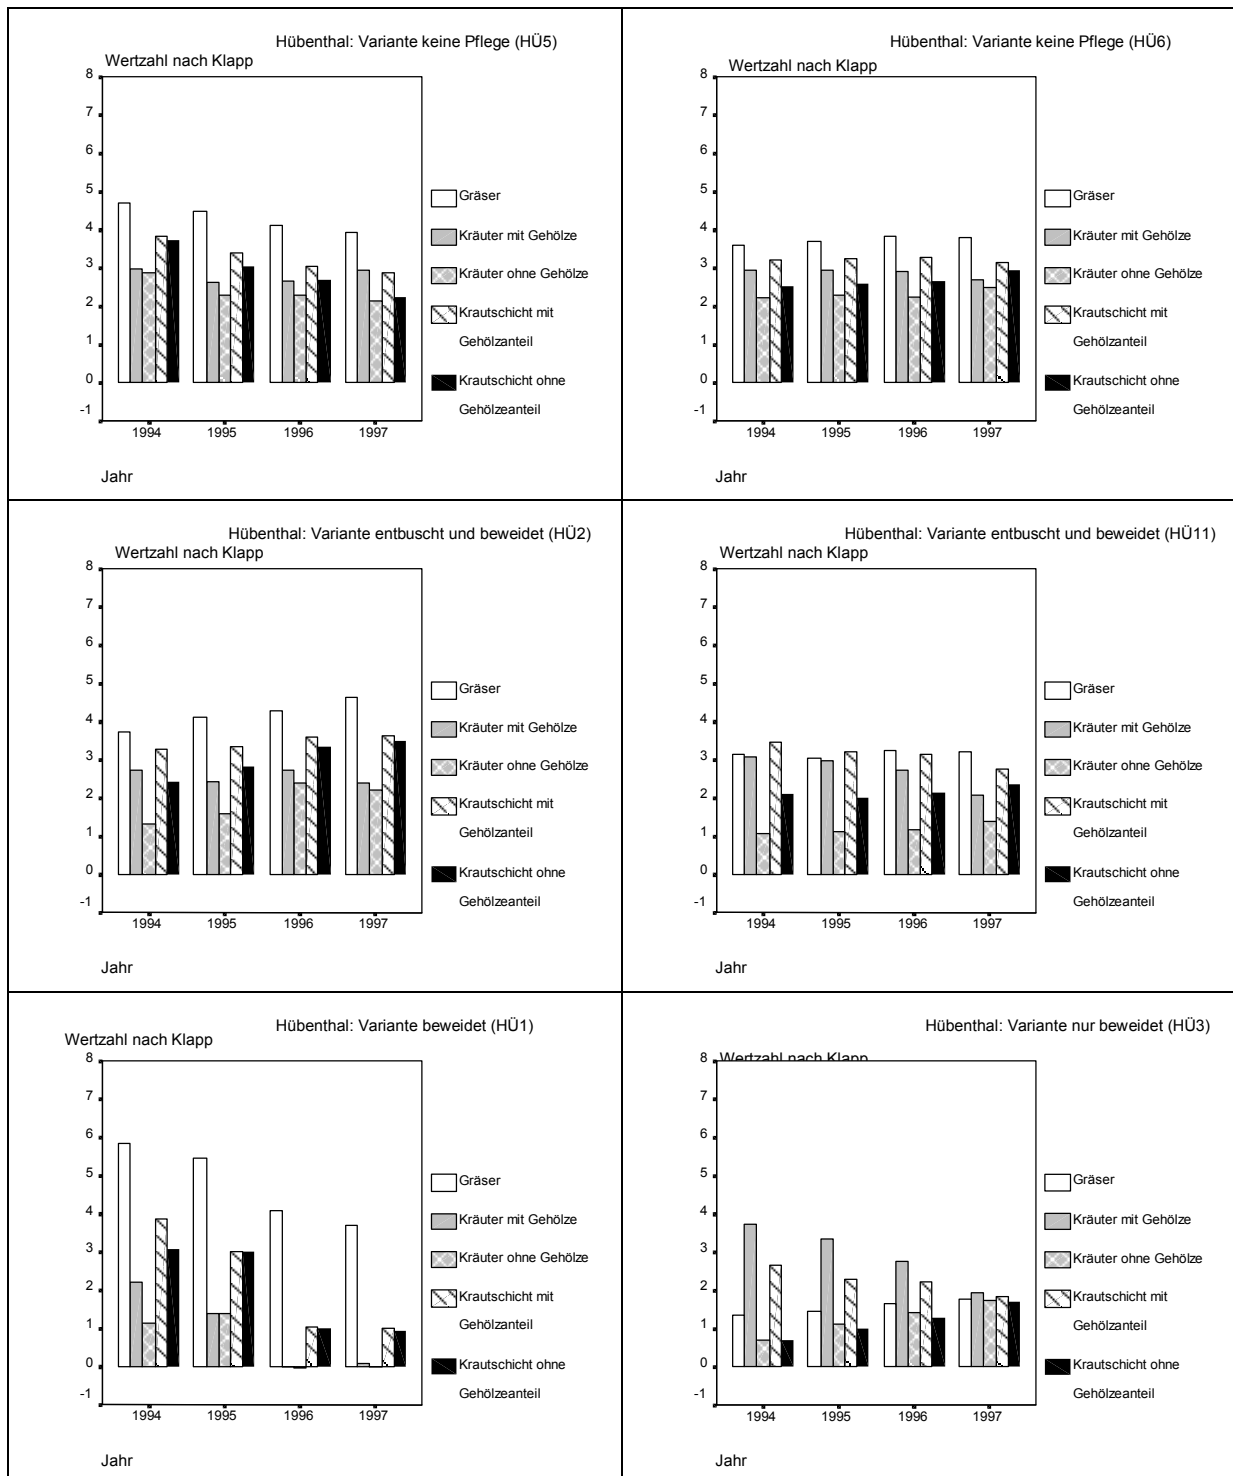 Hübenthal: Variante keine Pflege (HÜ5)
Wertzahl nach Klapp
8
7
6
5
4
3
2
1
0
-1
1994 1995 1996 1997
Jahr
Gräser
Kräuter mit Gehölze
Kräuter ohne Gehölze
Krautschicht mit
Gehölzanteil
Krautschicht ohne
Gehölzeanteil
Hübenthal: Variante keine Pflege (HÜ6)
Wertzahl nach Klapp
8
7
6
5
4
3
2
1
0
-1
1994 1995 1996 1997
Jahr
Gräser
Kräuter mit Gehölze
Kräuter ohne Gehölze
Krautschicht mit
Gehölzanteil
Krautschicht ohne
Gehölzeanteil
Hübenthal: Variante entbuscht und beweidet (HÜ2)
Wertzahl nach Klapp
8
7
6
5
4
3
2
1
0
-1
1994 1995 1996 1997
Jahr
Gräser
Kräuter mit Gehölze
Kräuter ohne Gehölze
Krautschicht mit
Gehölzanteil
Krautschicht ohne
Gehölzeanteil
Hübenthal: Variante entbuscht und beweidet (HÜ11)
Wertzahl nach Klapp
8
7
6
5
4
3
2
1
0
-1
1994 1995 1996 1997
Jahr
Gräser
Kräuter mit Gehölze
Kräuter ohne Gehölze
Krautschicht mit
Gehölzanteil
Krautschicht ohne
Gehölzeanteil
Hübenthal: Variante beweidet (HÜ1)
Wertzahl nach Klapp
8
7
6
5
4
3
2
1
0
-1
1994 1995 1996 1997
Jahr
Gräser
Kräuter mit Gehölze
Kräuter ohne Gehölze
Krautschicht mit
Gehölzanteil
Krautschicht ohne
Gehölzeanteil
Hübenthal: Variante nur beweidet (HÜ3)
Wertzahl nach Klapp
8
7
6
5
4
3
2
1
0
-1
1994 1995 1996 1997
Jahr
Gräser
Kräuter mit Gehölze
Kräuter ohne Gehölze
Krautschicht mit
Gehölzanteil
Krautschicht ohne
Gehölzeanteil